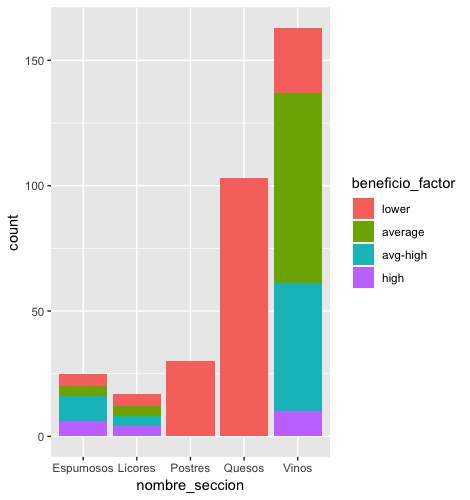 150
100
50
0
count
Espumosos Licores Postres Quesos Vinos
nombre_seccion
beneficio_factor
lower
average
avg-high
high